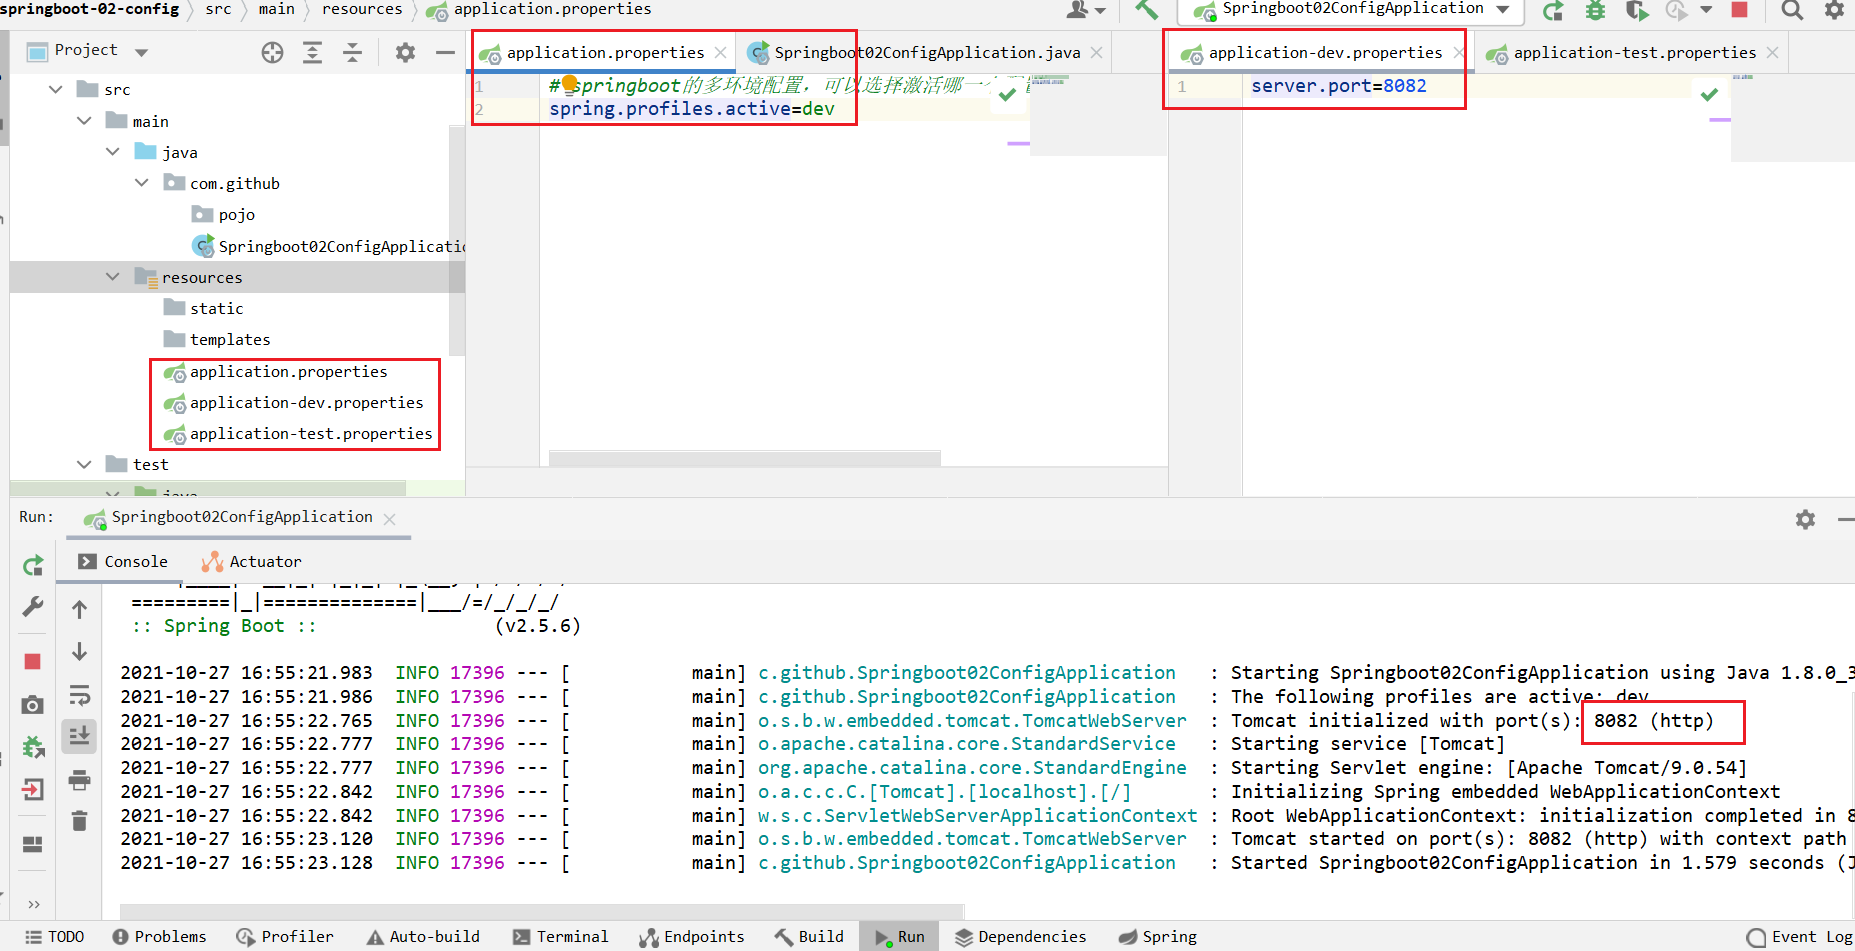 springboot-02-config
src
main
resources
application.properties
Springboot02ConfigApplication
Project
application.properties
Springboot02ConfigApplication.java
application-dev.properties
application-test.properties
src
main
java
com.github
pojo
Springboot02ConfigApplicatio
resources
static
templates
application.properties
application-dev.properties
application-test.properties
test
java
1
#springboot的多环境配置，可以选择激活哪一个
2
spring.profiles.active=dev
1
server.port=8082
Run:
Springboot02ConfigApplication
Console
Actuator
=========|_|==============|___/=/_/_/_/
:: Spring Boot :: (v2.5.6)
2021-10-27 16:55:21.983 INFO 17396 --- [ main] c.github.Springboot02ConfigApplication : Starting Springboot02ConfigApplication using Java 1.8.0_3
2021-10-27 16:55:21.986 INFO 17396 --- [ main] c.github.Springboot02ConfigApplication : The following profiles are active: dev
2021-10-27 16:55:22.765 INFO 17396 --- [ main] o.s.b.w.embedded.tomcat.TomcatWebServer : Tomcat initialized with port(s): 8082 (http)
2021-10-27 16:55:22.777 INFO 17396 --- [ main] o.apache.catalina.core.StandardService : Starting service [Tomcat]
2021-10-27 16:55:22.777 INFO 17396 --- [ main] org.apache.catalina.core.StandardEngine : Starting Servlet engine: [Apache Tomcat/9.0.54]
2021-10-27 16:55:22.842 INFO 17396 --- [ main] o.a.c.c.C.[Tomcat].[localhost].[/] : Initializing Spring embedded WebApplicationContext
2021-10-27 16:55:22.842 INFO 17396 --- [ main] w.s.c.ServletWebServerApplicationContext : Root WebApplicationContext: initialization completed in 8
2021-10-27 16:55:23.120 INFO 17396 --- [ main] o.s.b.w.embedded.tomcat.TomcatWebServer : Tomcat started on port(s): 8082 (http) with context path
2021-10-27 16:55:23.128 INFO 17396 --- [ main] c.github.Springboot02ConfigApplication : Started Springboot02ConfigApplication in 1.579 seconds (J
TODO
Problems
Profiler
Auto-build
Terminal
Endpoints
Build
Run
Dependencies
Spring
Event Log